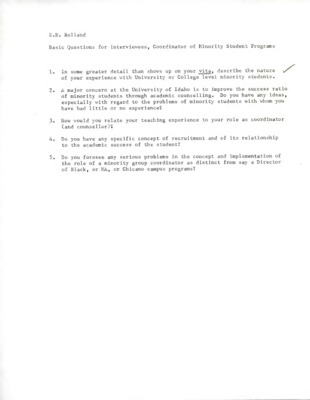 E.B. Rolland
Basic Questions for Interviewees, Coordinator of Minority Student Programs
1. In some greater detail than shows up on your vita, describe the nature
of your experience with University or College level minority students.
2. A major concern at the University of Idaho is to improve the success ratio
of minority students through academic counselling. Do you have any ideas,
especially with regard to the problems of minority students with whom you
have had little or no experience?
3. How would you relate your teaching experience to your role as coordinator
(and counsellor)?
4. Do you have any specific concept of recruitment and of its relationship
to the academic success of the student?
5. Do you foresee any serious problems in the concept and implementation of
the role of a minority group coordinator as distinct from say a Director
of Black, or NA, or Chicano campus programs?